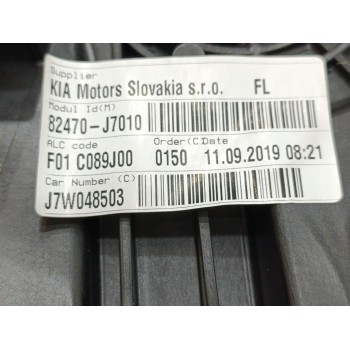 Supplier
KIA Motors Slovakia s.r.o. FL
Modul Id(M)
82470-J7010
ALC code Order(C)Date
F01 C089J00 0150 11.09.2019 08:21
Car Number (C)
J7W048503